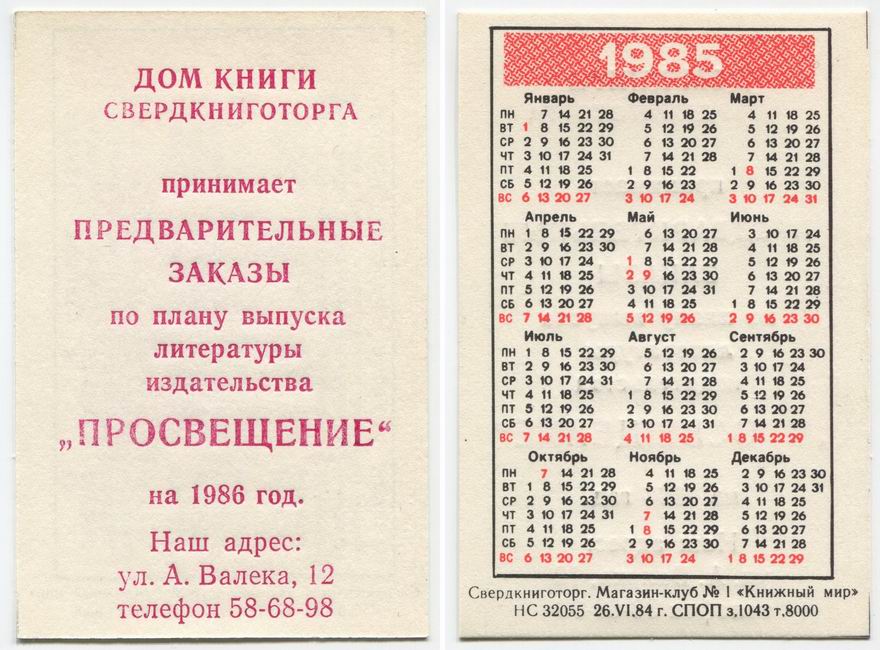 ДОМ КНИГИ
СВЕРДКНИГОТОРГА
принимает
ПРЕДВАРИТЕЛЬНЫЕ
ЗАКАЗЫ
по плану выпуска
литературы
издательства
„ПРОСВЕЩЕНИЕ“
на 1986 год.
Наш адрес:
ул. А. Валека, 12
телефон 58-68-98
1985
Январь Февраль Март
ПН 7 14 21 28 4 11 18 25 4 11 18 25
ВТ 1 8 15 22 29 5 12 19 26 5 12 19 26
СР 2 9 16 23 30 6 13 20 27 6 13 20 27
ЧТ 3 10 17 24 31 7 14 21 28 7 14 21 28
ПТ 4 11 18 25 1 8 15 22 1 8 15 22 29
СБ 5 12 19 26 2 9 16 23 2 9 16 23 30
ВС 6 13 20 27 3 10 17 24 3 10 17 24 31
Апрель Май Июнь
ПН 1 8 15 22 29 6 13 20 27 3 10 17 24
ВТ 2 9 16 23 30 7 14 21 28 4 11 18 25
СР 3 10 17 24 1 8 15 22 29 5 12 19 26
ЧТ 4 11 18 25 2 9 16 23 30 6 13 20 27
ПТ 5 12 19 26 3 10 17 24 31 7 14 21 28
СБ 6 13 20 27 4 11 18 25 1 8 15 22 29
ВС 7 14 21 28 5 12 19 26 2 9 16 23 30
Июль Август Сентябрь
ПН 1 8 15 22 29 5 12 19 26 2 9 16 23 30
ВТ 2 9 16 23 30 6 13 20 27 3 10 17 24
СР 3 10 17 24 31 7 14 21 28 4 11 18 25
ЧТ 4 11 18 25 1 8 15 22 29 5 12 19 26
ПТ 5 12 19 26 2 9 16 23 30 6 13 20 27
СБ 6 13 20 27 3 10 17 24 31 7 14 21 28
ВС 7 14 21 28 4 11 18 25 1 8 15 22 29
Октябрь Ноябрь Декабрь
ПН 7 14 21 28 4 11 18 25 2 9 16 23 30
ВТ 1 8 15 22 29 5 12 19 26 3 10 17 24 31
СР 2 9 16 23 30 6 13 20 27 4 11 18 25
ЧТ 3 10 17 24 31 7 14 21 28 5 12 19 26
ПТ 4 11 18 25 1 8 15 22 29 6 13 20 27
СБ 5 12 19 26 2 9 16 23 30 7 14 21 28
ВС 6 13 20 27 3 10 17 24 1 8 15 22 29
Свердкниготорг. Магазин-клуб № 1 «Книжный мир»
НС 32055 26.VI.84 г. СПОП з.1043 т.8000